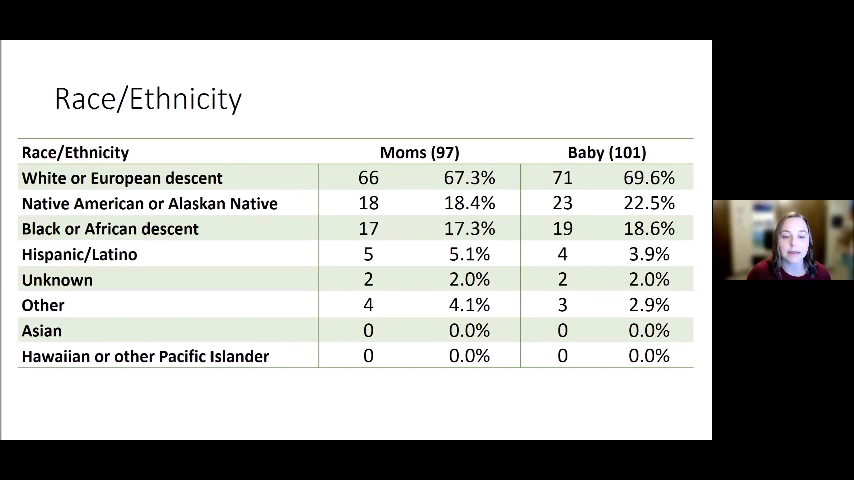 Race/Ethnicity
Race/Ethnicity Moms (97) Baby (101)
White or European descent 66 67.3% 71 69.6%
Native American or Alaskan Native 18 18.4% 23 22.5%
Black or African descent 17 17.3% 19 18.6%
Hispanic/Latino 5 5.1% 4 3.9%
Unknown 2 2.0% 2 2.0%
Other 4 4.1% 3 2.9%
Asian 0 0.0% 0 0.0%
Hawaiian or other Pacific Islander 0 0.0% 0 0.0%